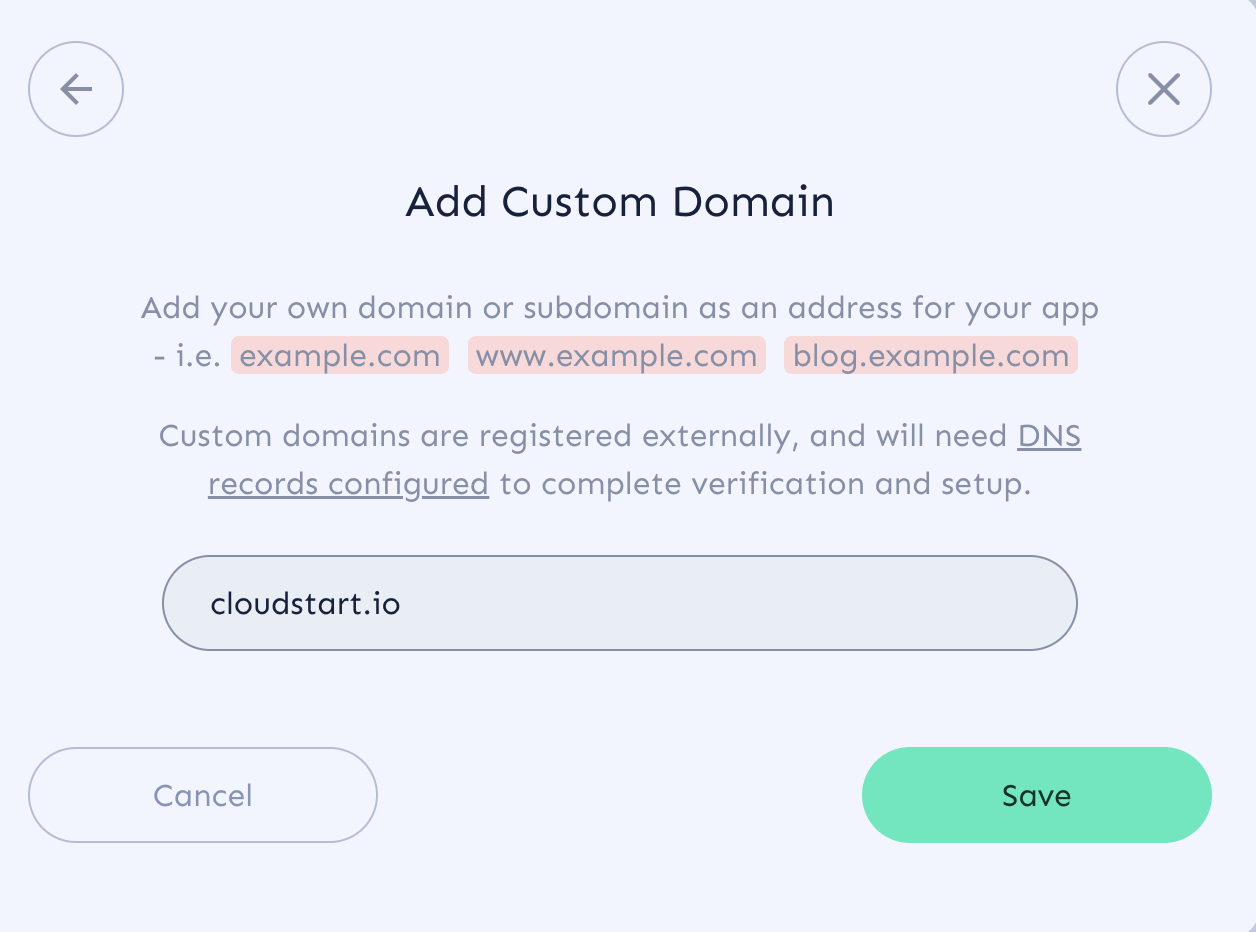 Add Custom Domain
Add your own domain or subdomain as an address for your app
- i.e. example.com www.example.com blog.example.com
Custom domains are registered externally, and will need DNS
records configured to complete verification and setup.
cloudstart.io
Cancel
Save